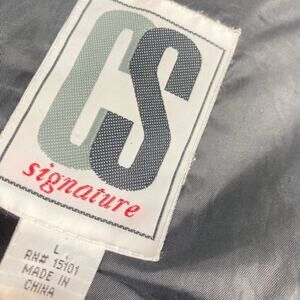 CS
signature
L
RN# 15101
MADE IN
CHINA